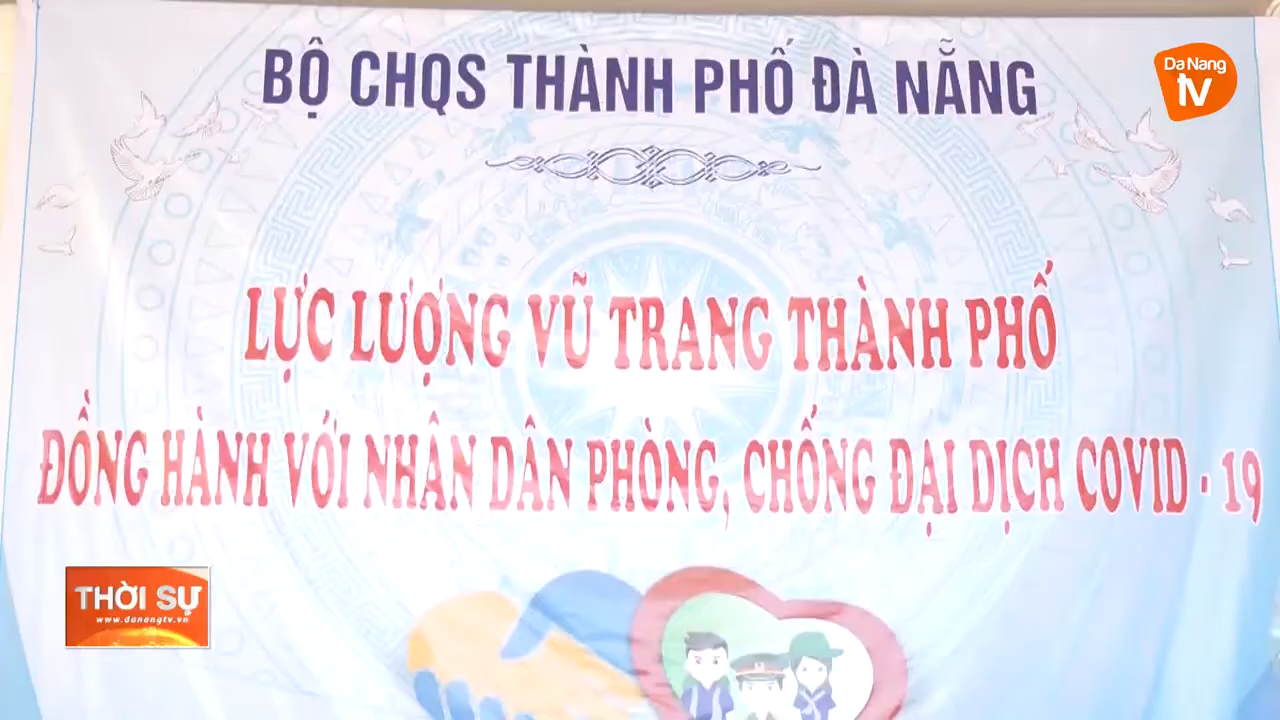 BỘ CHQS THÀNH PHỐ ĐÀ NẴNG
Da Nang
tv
LỰC LƯỢNG VŨ TRANG THÀNH PHỐ
ĐỒNG HÀNH VỚI NHÂN DÂN PHÒNG, CHỐNG ĐẠI DỊCH COVID - 19
THỜI SỰ
www.danangtv.vn